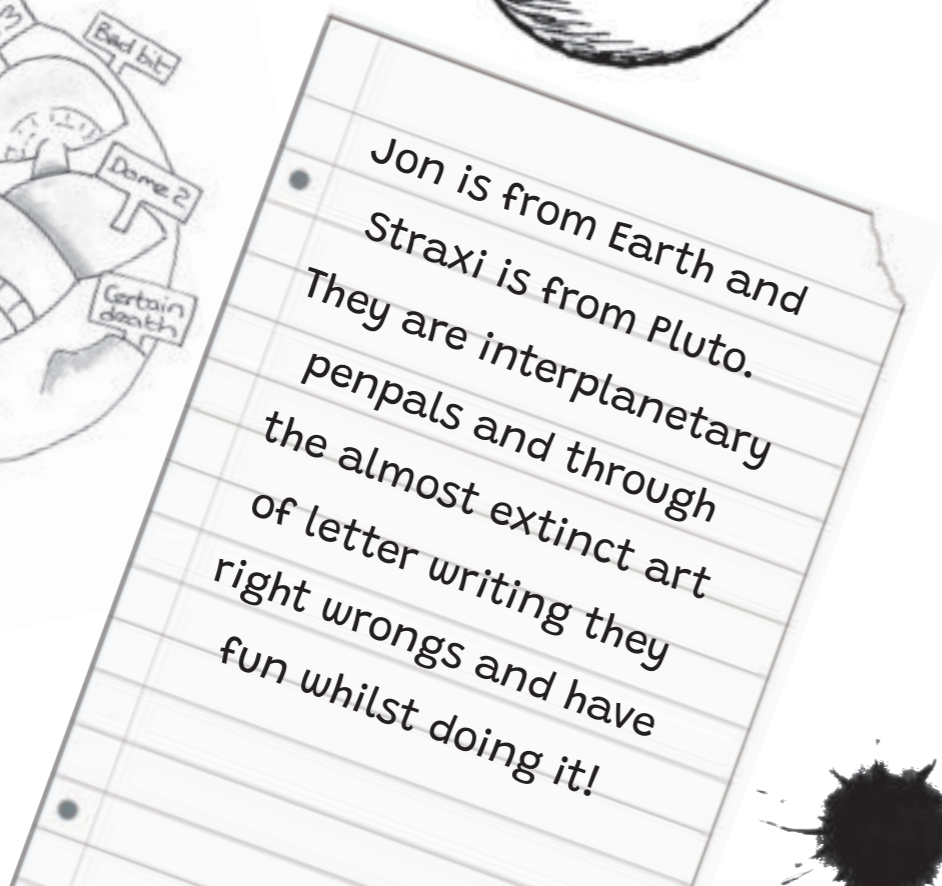 Bad bit
Dome 2
Certain
death
Jon is from Earth and
Straxi is from Pluto.
They are interplanetary
penpals and through
the almost extinct art
of letter writing they
right wrongs and have
fun whilst doing it!